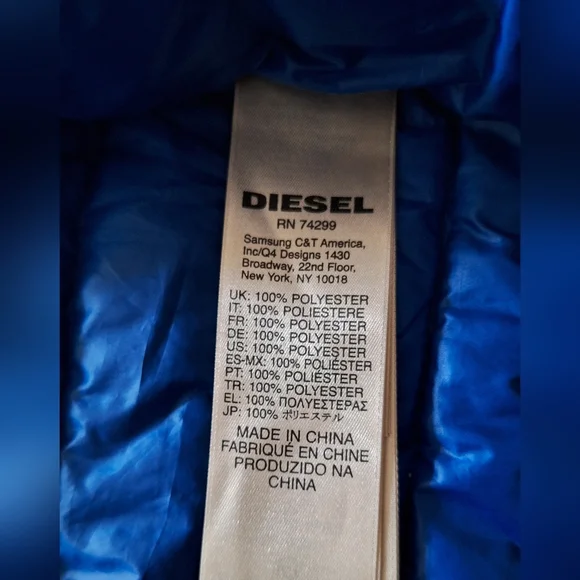 DIESEL
RN 74299
Samsung C&T America,
Inc/Q4 Designs 1430
Broadway, 22nd Floor,
New York, NY 10018
UK: 100% POLYESTER
IT: 100% POLIESTERE
FR: 100% POLYESTER
DE: 100% POLYESTER
US: 100% POLYESTER
ES-MX: 100% POLIÉSTER
PT: 100% POLIÉSTER
TR: 100% POLYESTER
EL: 100% ΠΟΛΥΕΣΤΕΡΑΣ
JP: 100% ポリエステル
MADE IN CHINA
FABRIQUÉ EN CHINE
PRODUZIDO NA
CHINA